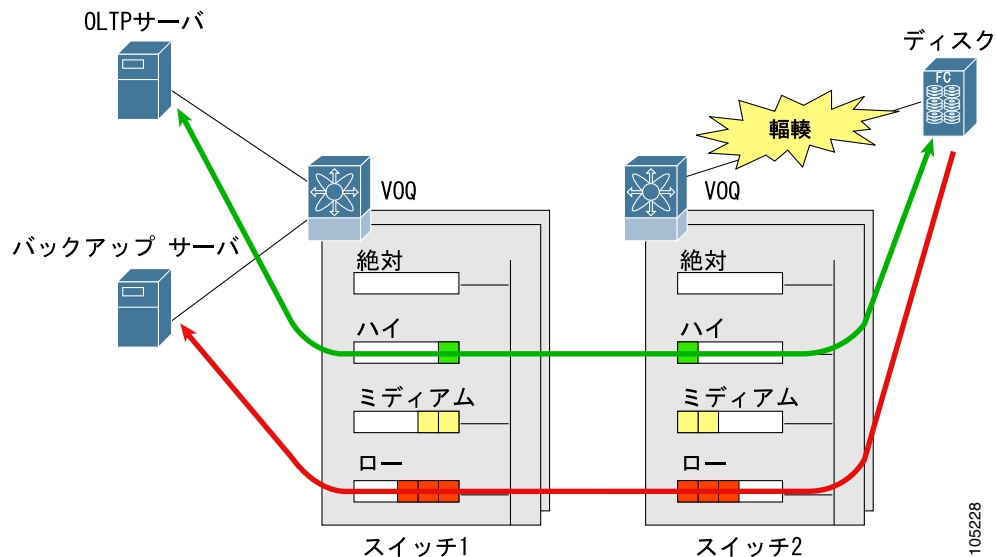 OLTPサーバ
ディスク
FC
輻輳
VOQ
VOQ
バックアップ サーバ
絶対
絶対
ハイ
ハイ
ミディアム
ミディアム
ロー
ロー
スイッチ1
スイッチ2
105228